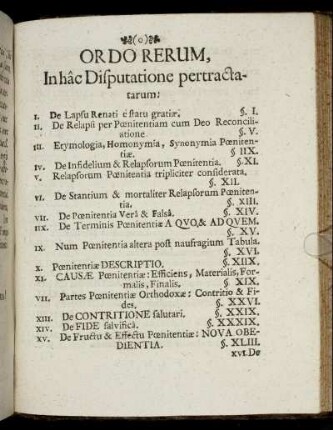 (o)
ORDO RERUM,
In hâc Disputatione pertracta-
tarum:
I. De Lapsu Renati è statu gratiæ, §. I.
II. De Relapsi per Pœnitentiam cum Deo Reconcili-
atione §. V.
III. Etymologia, Homonymia, Synonymia Pœniten-
tiæ. §. IIX.
IV. De Infidelium & Relapsorum Pœnitentia. §. XI.
V. Relapsorum Pœnitentia tripliciter considerata.
§. XII.
VI. De Stantium & mortaliter Relapsorum Pœniten-
tia. §. XIII.
VII. De Pœnitentia Verâ & Falsâ. §. XIV.
IIX. De Terminis Pœnitentiæ A QVO, & AD QVEM.
§. XV.
IX. Num Pœnitentia altera post naufragium Tabula.
§. XVI.
X. Pœnitentiæ DESCRIPTIO. §. XIIX.
XI. CAUSÆ Pœnitentiæ: Efficiens, Materialis, For-
malis, Finalis. §. XIX.
VII. Partes Pœnitentiæ Orthodoxæ: Contritio & Fi-
des, §. XXVI.
XIII. De CONTRITIONE salutari. §. XXIX.
XIV. De FIDE salvificâ. §. XXXIX.
XV. De Fructu & Effectu Pœnitentiæ: NOVA OBE-
DIENTIA. §. XLIII.
XVI. De